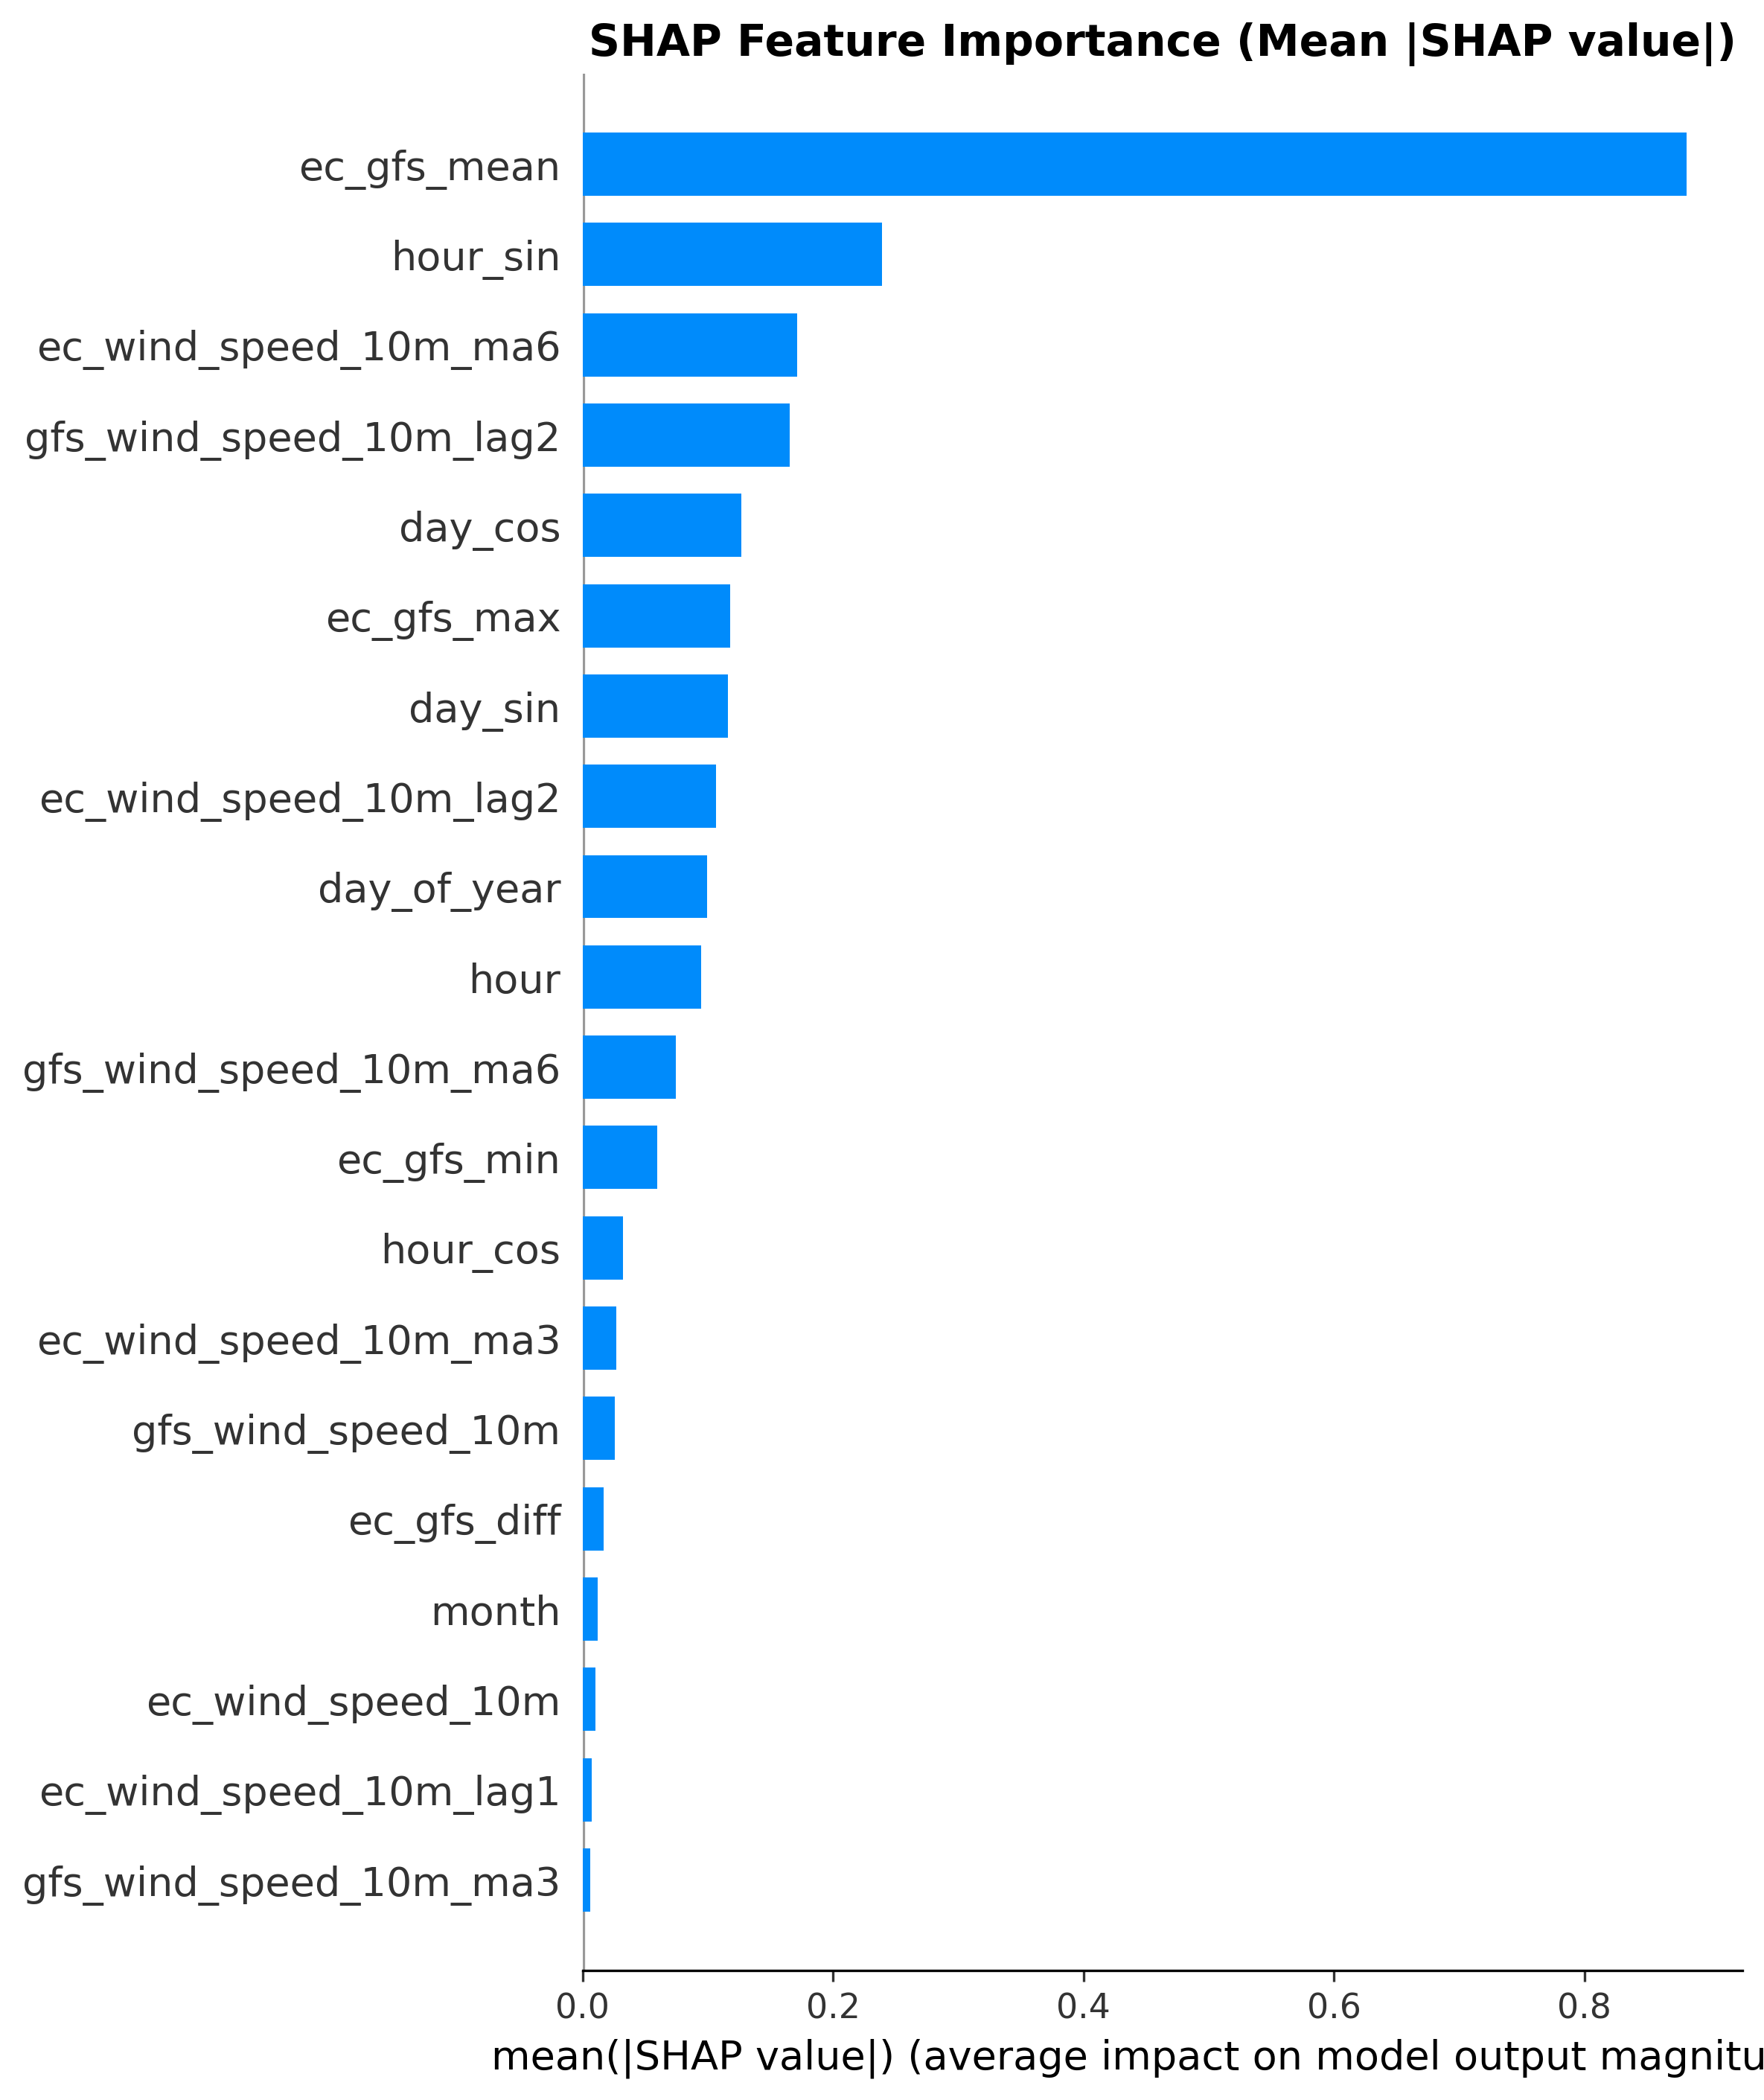 SHAP Feature Importance (Mean |SHAP value|)
ec_gfs_mean
hour_sin
ec_wind_speed_10m_ma6
gfs_wind_speed_10m_lag2
day_cos
ec_gfs_max
day_sin
ec_wind_speed_10m_lag2
day_of_year
hour
gfs_wind_speed_10m_ma6
ec_gfs_min
hour_cos
ec_wind_speed_10m_ma3
gfs_wind_speed_10m
ec_gfs_diff
month
ec_wind_speed_10m
ec_wind_speed_10m_lag1
gfs_wind_speed_10m_ma3
0.0 0.2 0.4 0.6 0.8
mean(|SHAP value|) (average impact on model output magnitu